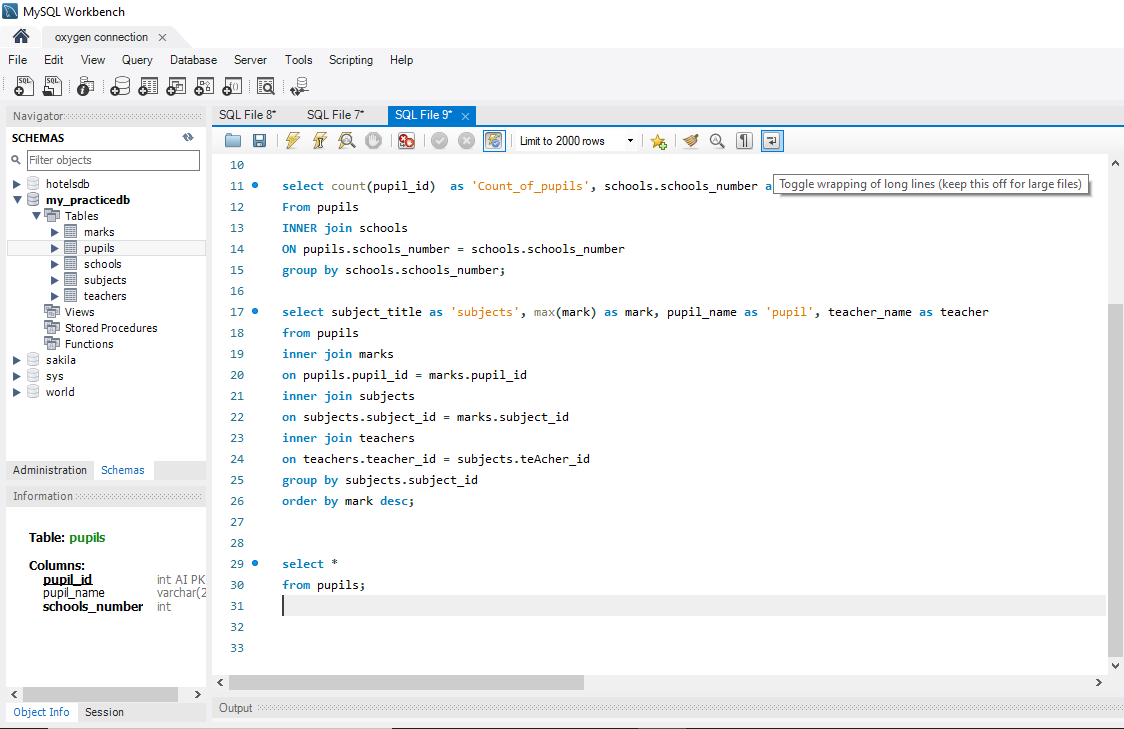 MySQL Workbench
oxygen connection
File Edit View Query Database Server Tools Scripting Help
Navigator
SCHEMAS
Filter objects
hotelsdb
my_practicedb
Tables
marks
pupils
schools
subjects
teachers
Views
Stored Procedures
Functions
sakila
sys
world
Administration Schemas
Information
Table: pupils
Columns:
pupil_id int AI PK
pupil_name varchar(2
schools_number int
Object Info Session
SQL File 8* SQL File 7* SQL File 9*
Limit to 2000 rows
Toggle wrapping of long lines (keep this off for large files)
10
11 select count(pupil_id)  as 'Count_of_pupils', schools.schools_number a
12 From pupils
13 INNER join schools
14 ON pupils.schools_number = schools.schools_number
15 group by schools.schools_number;
16
17 select subject_title as 'subjects', max(mark) as mark, pupil_name as 'pupil', teacher_name as teacher
18 from pupils
19 inner join marks
20 on pupils.pupil_id = marks.pupil_id
21 inner join subjects
22 on subjects.subject_id = marks.subject_id
23 inner join teachers
24 on teachers.teacher_id = subjects.teAcher_id
25 group by subjects.subject_id
26 order by mark desc;
27
28
29 select *
30 from pupils;
31
32
33
Output